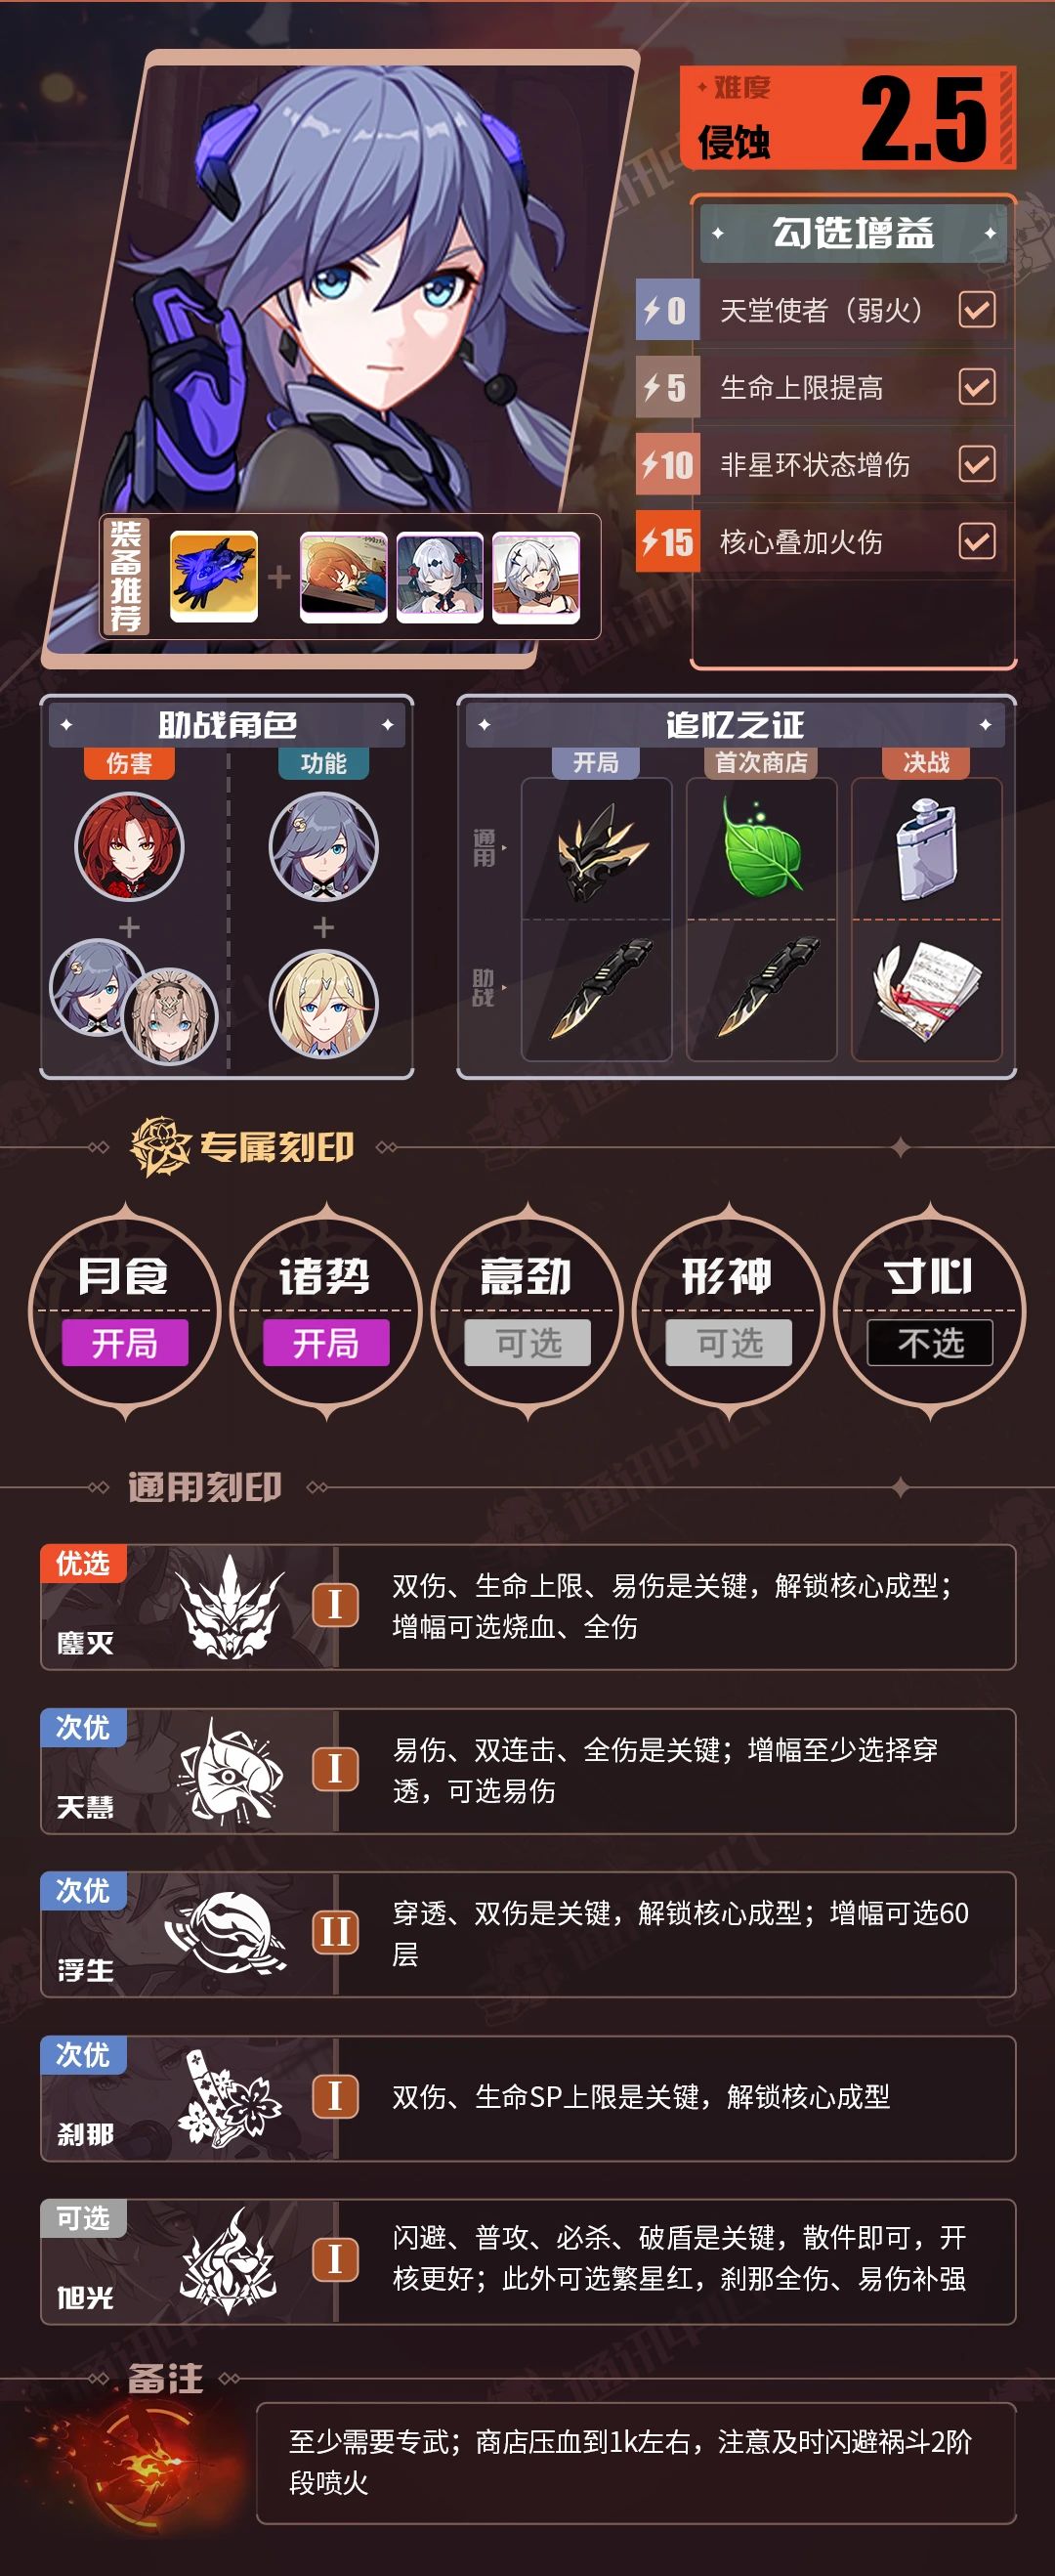 难度
侵蚀
2.5
勾选增益
0
天堂使者（弱火）
5
生命上限提高
10
非星环状态增伤
15
核心叠加火伤
装备推荐
助战角色
伤害
功能
追忆之证
开局
首次商店
决战
通用
助战
专属刻印
月食
开局
诸势
开局
意劲
可选
形神
可选
寸心
不选
通用刻印
优选
鏖灭
I
双伤、生命上限、易伤是关键，解锁核心成型；
增幅可选烧血、全伤
次优
天慧
I
易伤、双连击、全伤是关键；增幅至少选择穿
透，可选易伤
次优
浮生
II
穿透、双伤是关键，解锁核心成型；增幅可选60
层
次优
刹那
I
双伤、生命SP上限是关键，解锁核心成型
可选
旭光
I
闪避、普攻、必杀、破盾是关键，散件即可，开
核更好；此外可选繁星红，刹那全伤、易伤补强
备注
至少需要专武；商店压血到1k左右，注意及时闪避祸斗2阶
段喷火
通讯中心